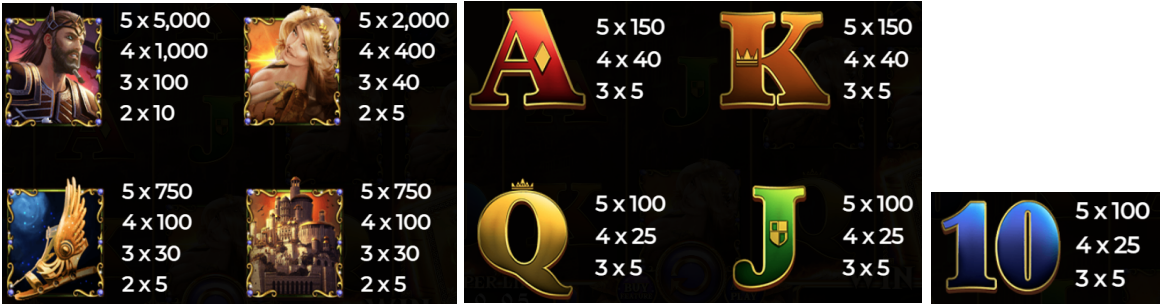 5 x 5,000
4 x 1,000
3 x 100
2 x 10
5 x 2,000
4 x 400
3 x 40
2 x 5
5 x 750
4 x 100
3 x 30
2 x 5
5 x 750
4 x 100
3 x 30
2 x 5
A
5 x 150
4 x 40
3 x 5
K
5 x 150
4 x 40
3 x 5
Q
5 x 100
4 x 25
3 x 5
J
5 x 100
4 x 25
3 x 5
10
5 x 100
4 x 25
3 x 5